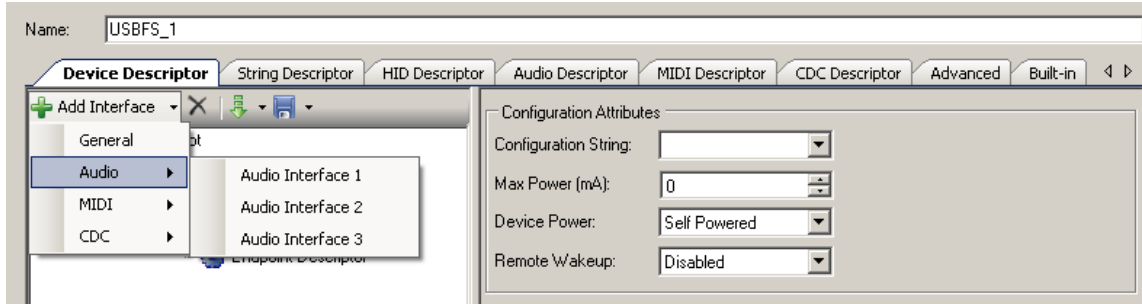 Name: USBFS_1
Device Descriptor String Descriptor HID Descriptor Audio Descriptor MIDI Descriptor CDC Descriptor Advanced Built-in
Add Interface
General
Audio
MIDI
CDC
Audio Interface 1
Audio Interface 2
Audio Interface 3
Endpoint Descriptor
Configuration Attributes
Configuration String:
Max Power (mA): 0
Device Power: Self Powered
Remote Wakeup: Disabled